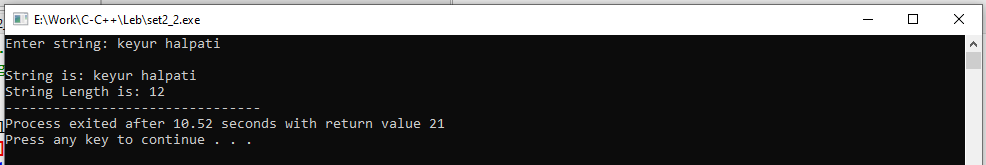 E:\Work\C-C++\Leb\set2_2.exe
Enter string: keyur halpati
String is: keyur halpati
String Length is: 12
--------------------------------
Process exited after 10.52 seconds with return value 21
Press any key to continue . . .